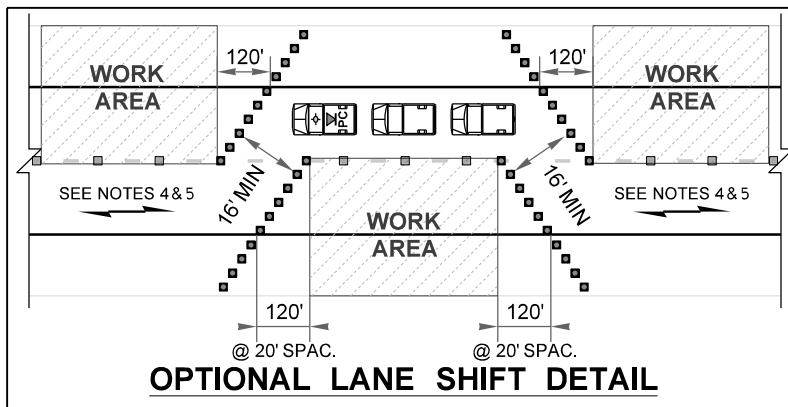 120'
120'
WORK
AREA
WORK
AREA
PC
SEE NOTES 4&5
16' MIN
16' MIN
SEE NOTES 4&5
WORK
AREA
120'
120'
@ 20' SPAC.
@ 20' SPAC.
OPTIONAL LANE SHIFT DETAIL